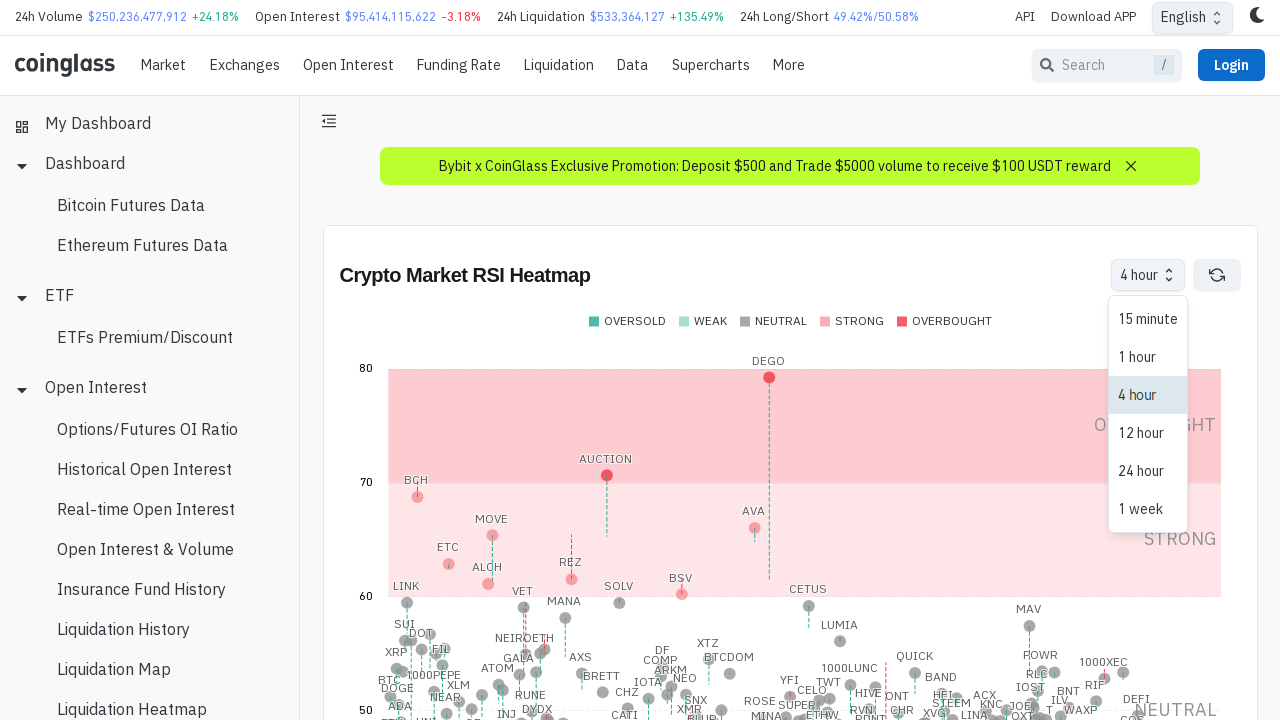 24h Volume $250,236,477,912 +24.18% Open Interest $95,414,115,622 -3.18% 24h Liquidation $533,364,127 +135.49% 24h Long/Short 49.42%/50.58% API Download APP English
coinglass Market Exchanges Open Interest Funding Rate Liquidation Data Supercharts More Search / Login
My Dashboard
Dashboard
Bitcoin Futures Data
Ethereum Futures Data
ETF
ETFs Premium/Discount
Open Interest
Options/Futures OI Ratio
Historical Open Interest
Real-time Open Interest
Open Interest & Volume
Insurance Fund History
Liquidation History
Liquidation Map
Liquidation Heatmap
Bybit x CoinGlass Exclusive Promotion: Deposit $500 and Trade $5000 volume to receive $100 USDT reward
Crypto Market RSI Heatmap
4 hour
15 minute
1 hour
4 hour
12 hour
24 hour
1 week
OVERSOLD WEAK NEUTRAL STRONG OVERBOUGHT
80
DEGO
AUCTION
BCH
70
MOVE
AVA
STRONG
ETC
REZ
ALCH
BSV
LINK
VET
SOLV
CETUS
60
MANA
MAV
SUI
DOT
LUMIA
NEIROETH
XTZ
XRP
FIL
GALA
AXS
DF
COMP
BTCDOM
QUICK
POWR
1000XEC
1000PEPE
ATOM
BRETT
ARKM
NEO
1000LUNC
BAND
RLC
BTC
DOGE
XLM
IOTA
YFI
TWT
IOST
RIF
NEAR
RUNE
CHZ
SNX
ROSE
CELO
HIVE
ONT
STEEM
ACX
KNC
BNT
ILV
DEFI
ADA
INJ
DYDX
CATI
XMR
MINA
SUPER
RVN
CHR
XVG
LINA
JOE
WAXP
NEUTRAL
50